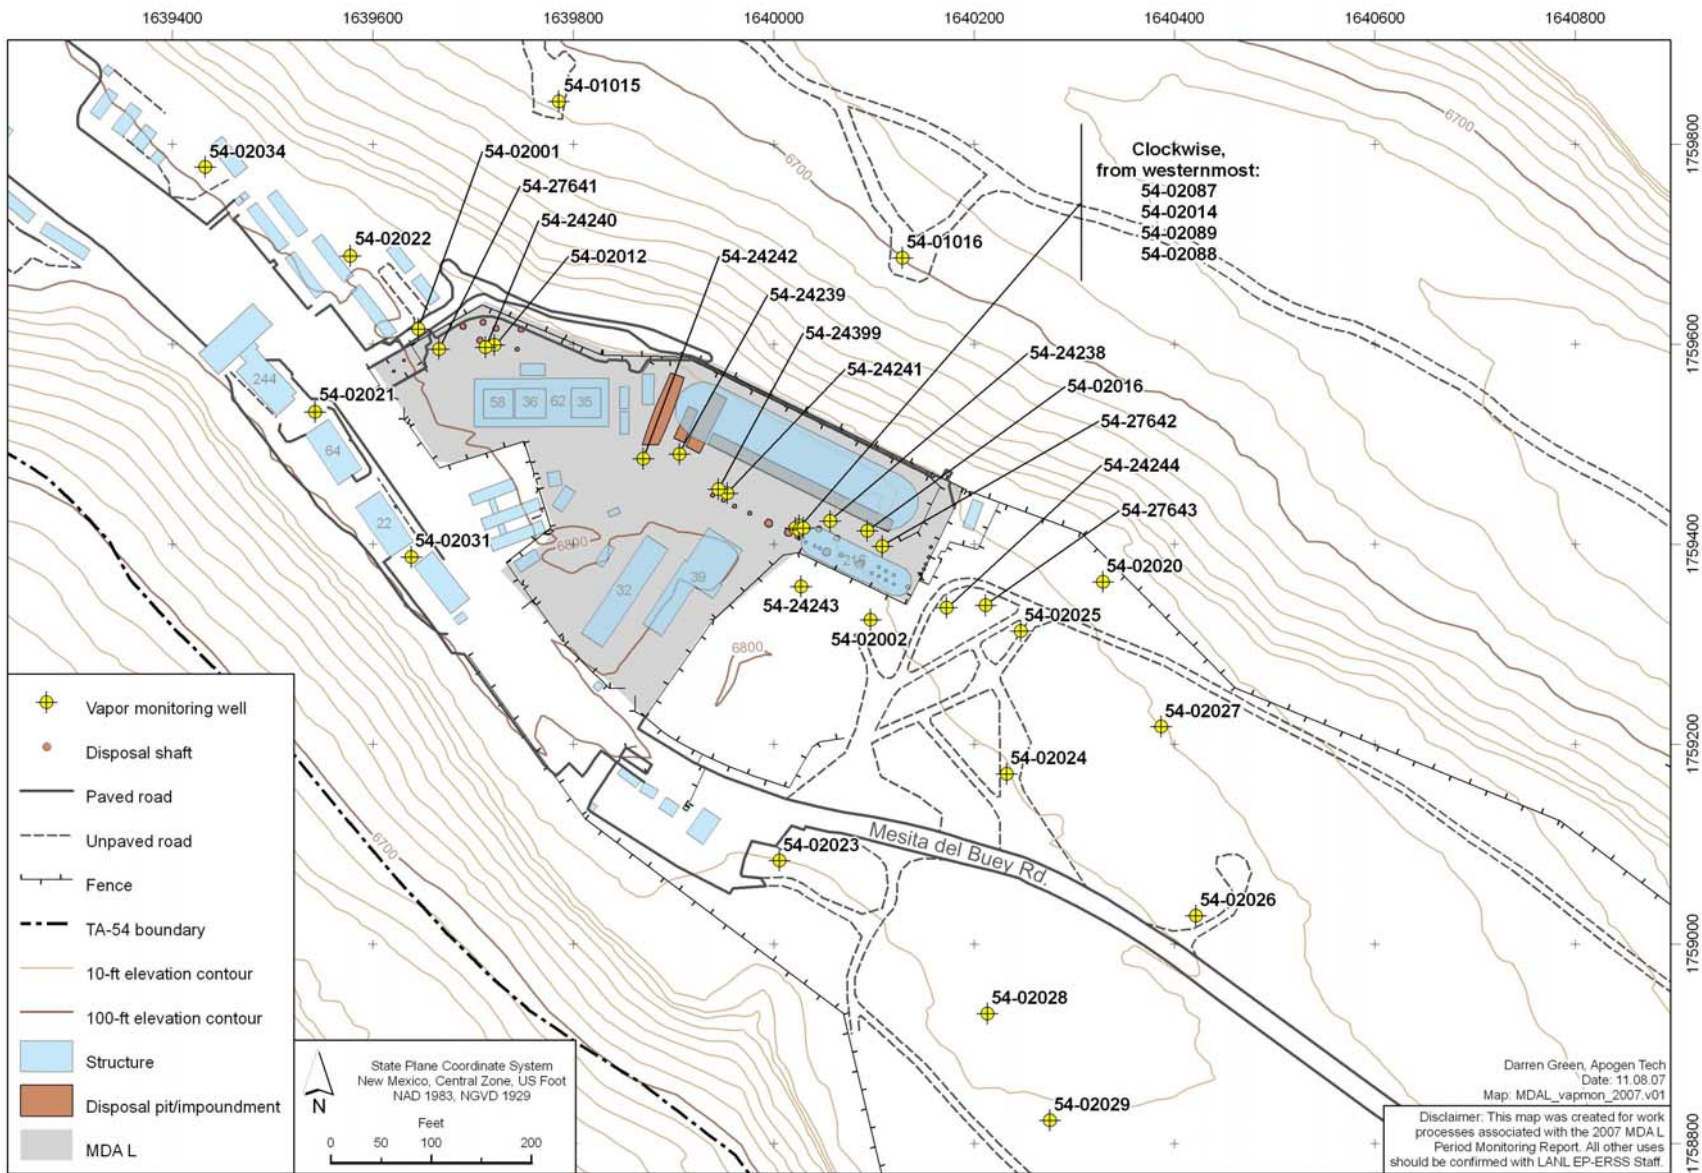 1639400
1639600
1639800
1640000
1640200
1640400
1640600
1640800
54-01015
6700
1759800
54-02034
54-02001
6700
Clockwise,
from westernmost:
54-02087
54-02014
54-02089
54-02088
54-27641
54-24240
54-02022
54-02012
54-24242
54-01016
54-24239
54-24399
1759600
54-24238
54-24241
244
58
36
62
35
54-02016
54-02021
54-27642
64
54-24244
54-27643
22
6800
1759400
54-02031
39
32
54-24243
54-02020
54-02002
54-02025
6800
54-02027
1759200
54-02024
6700
Mesita del Buey Rd.
54-02023
54-02026
1759000
54-02028
54-02029
1758800
Vapor monitoring well
Disposal shaft
Paved road
Unpaved road
Fence
TA-54 boundary
10-ft elevation contour
100-ft elevation contour
Structure
Disposal pit/impoundment
MDA L
N
State Plane Coordinate System
New Mexico, Central Zone, US Foot
NAD 1983, NGVD 1929
Feet
0 50 100 200
Darren Green, Apogen Tech
Date: 11.08.07
Map: MDAL_vapmon_2007.v01
Disclaimer: This map was created for work
processes associated with the 2007 MDA L
Period Monitoring Report. All other uses
should be confirmed with LANL EP-ERSS Staff.